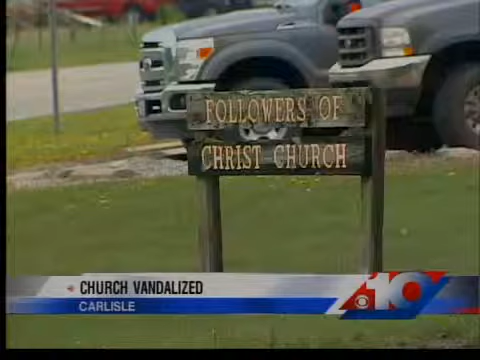 FOLLOWERS OF
CHRIST CHURCH
CHURCH VANDALIZED
CARLISLE
10